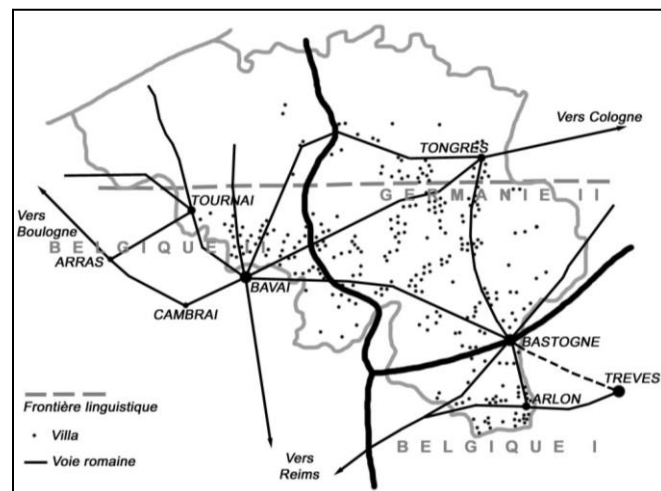 Vers Cologne
TONGRES
GERMANIE II
TOURNAI
Vers
Boulogne
BELGIQUE II
ARRAS
BAVAI
CAMBRAI
BASTOGNE
TREVES
ARLON
Frontière linguistique
Villa
Voie romaine
Vers
Reims
BELGIQUE I